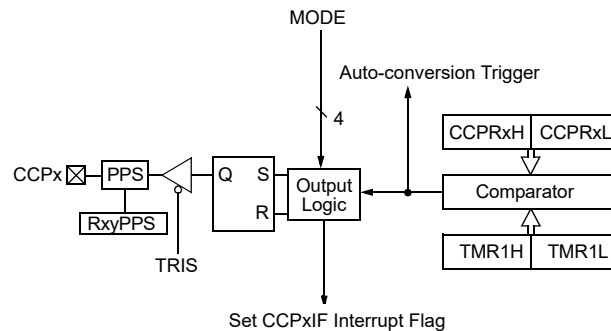 MODE
Auto-conversion Trigger
4
CCPRxH CCPRxL
CCPx PPS Q S Output Logic Comparator
R
RxyPPS
TMR1H TMR1L
TRIS
Set CCPxIF Interrupt Flag